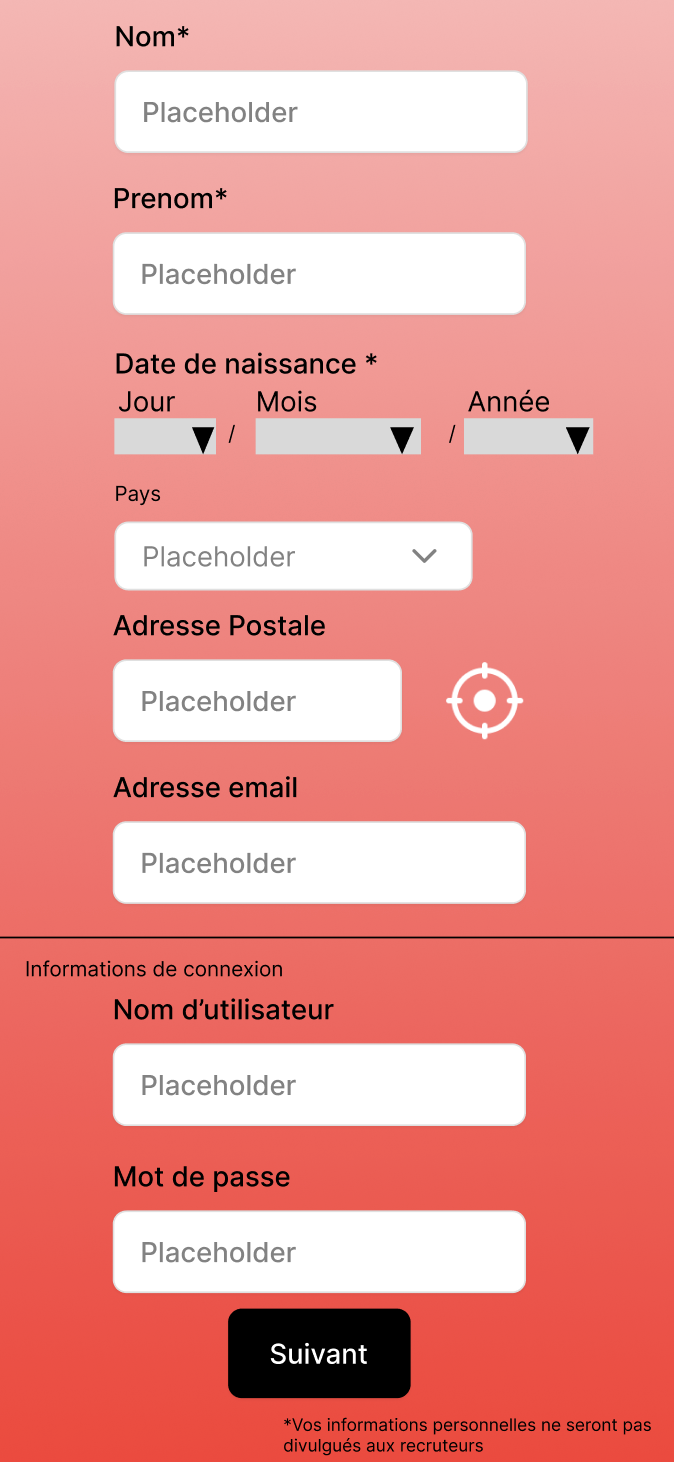 Nom*
Placeholder
Prenom*
Placeholder
Date de naissance *
Jour Mois Année
/ /
Pays
Placeholder
Adresse Postale
Placeholder
Adresse email
Placeholder
Informations de connexion
Nom d’utilisateur
Placeholder
Mot de passe
Placeholder
Suivant
*Vos informations personnelles ne seront pas
divulgués aux recruteurs